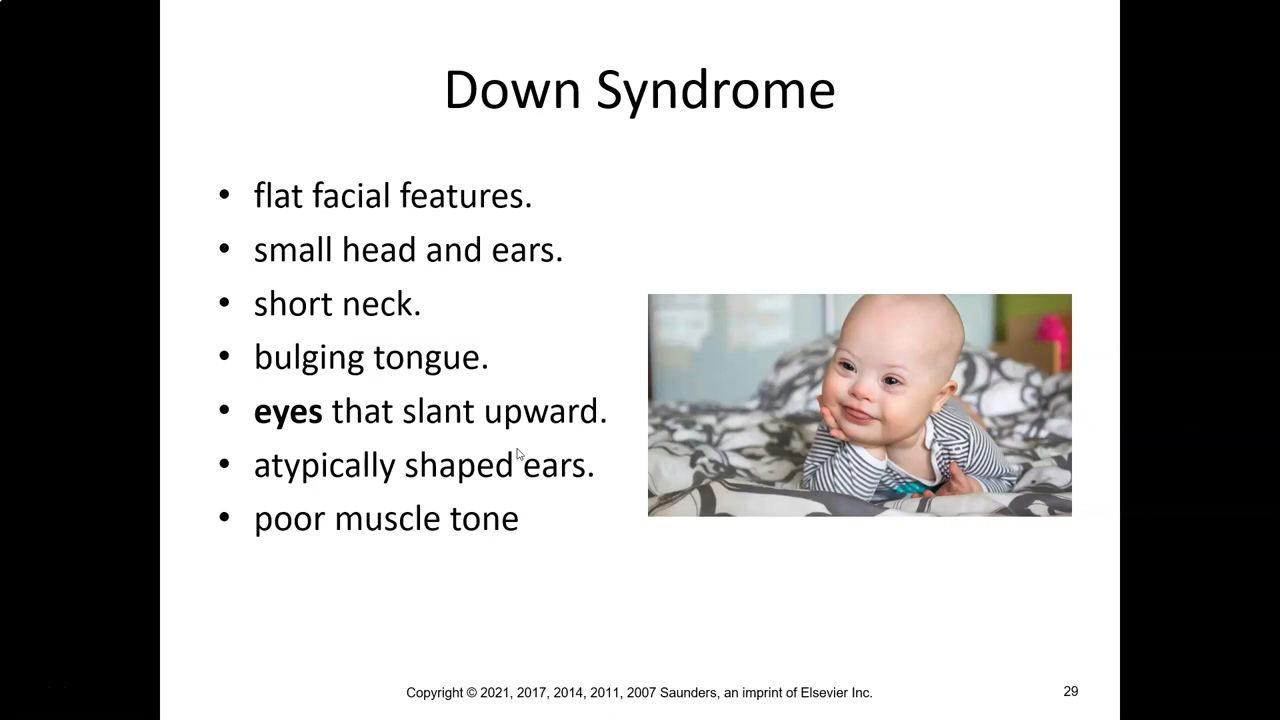 Down Syndrome
• flat facial features.
• small head and ears.
• short neck.
• bulging tongue.
• eyes that slant upward.
• atypically shaped ears.
• poor muscle tone
Copyright © 2021, 2017, 2014, 2011, 2007 Saunders, an imprint of Elsevier Inc.
29